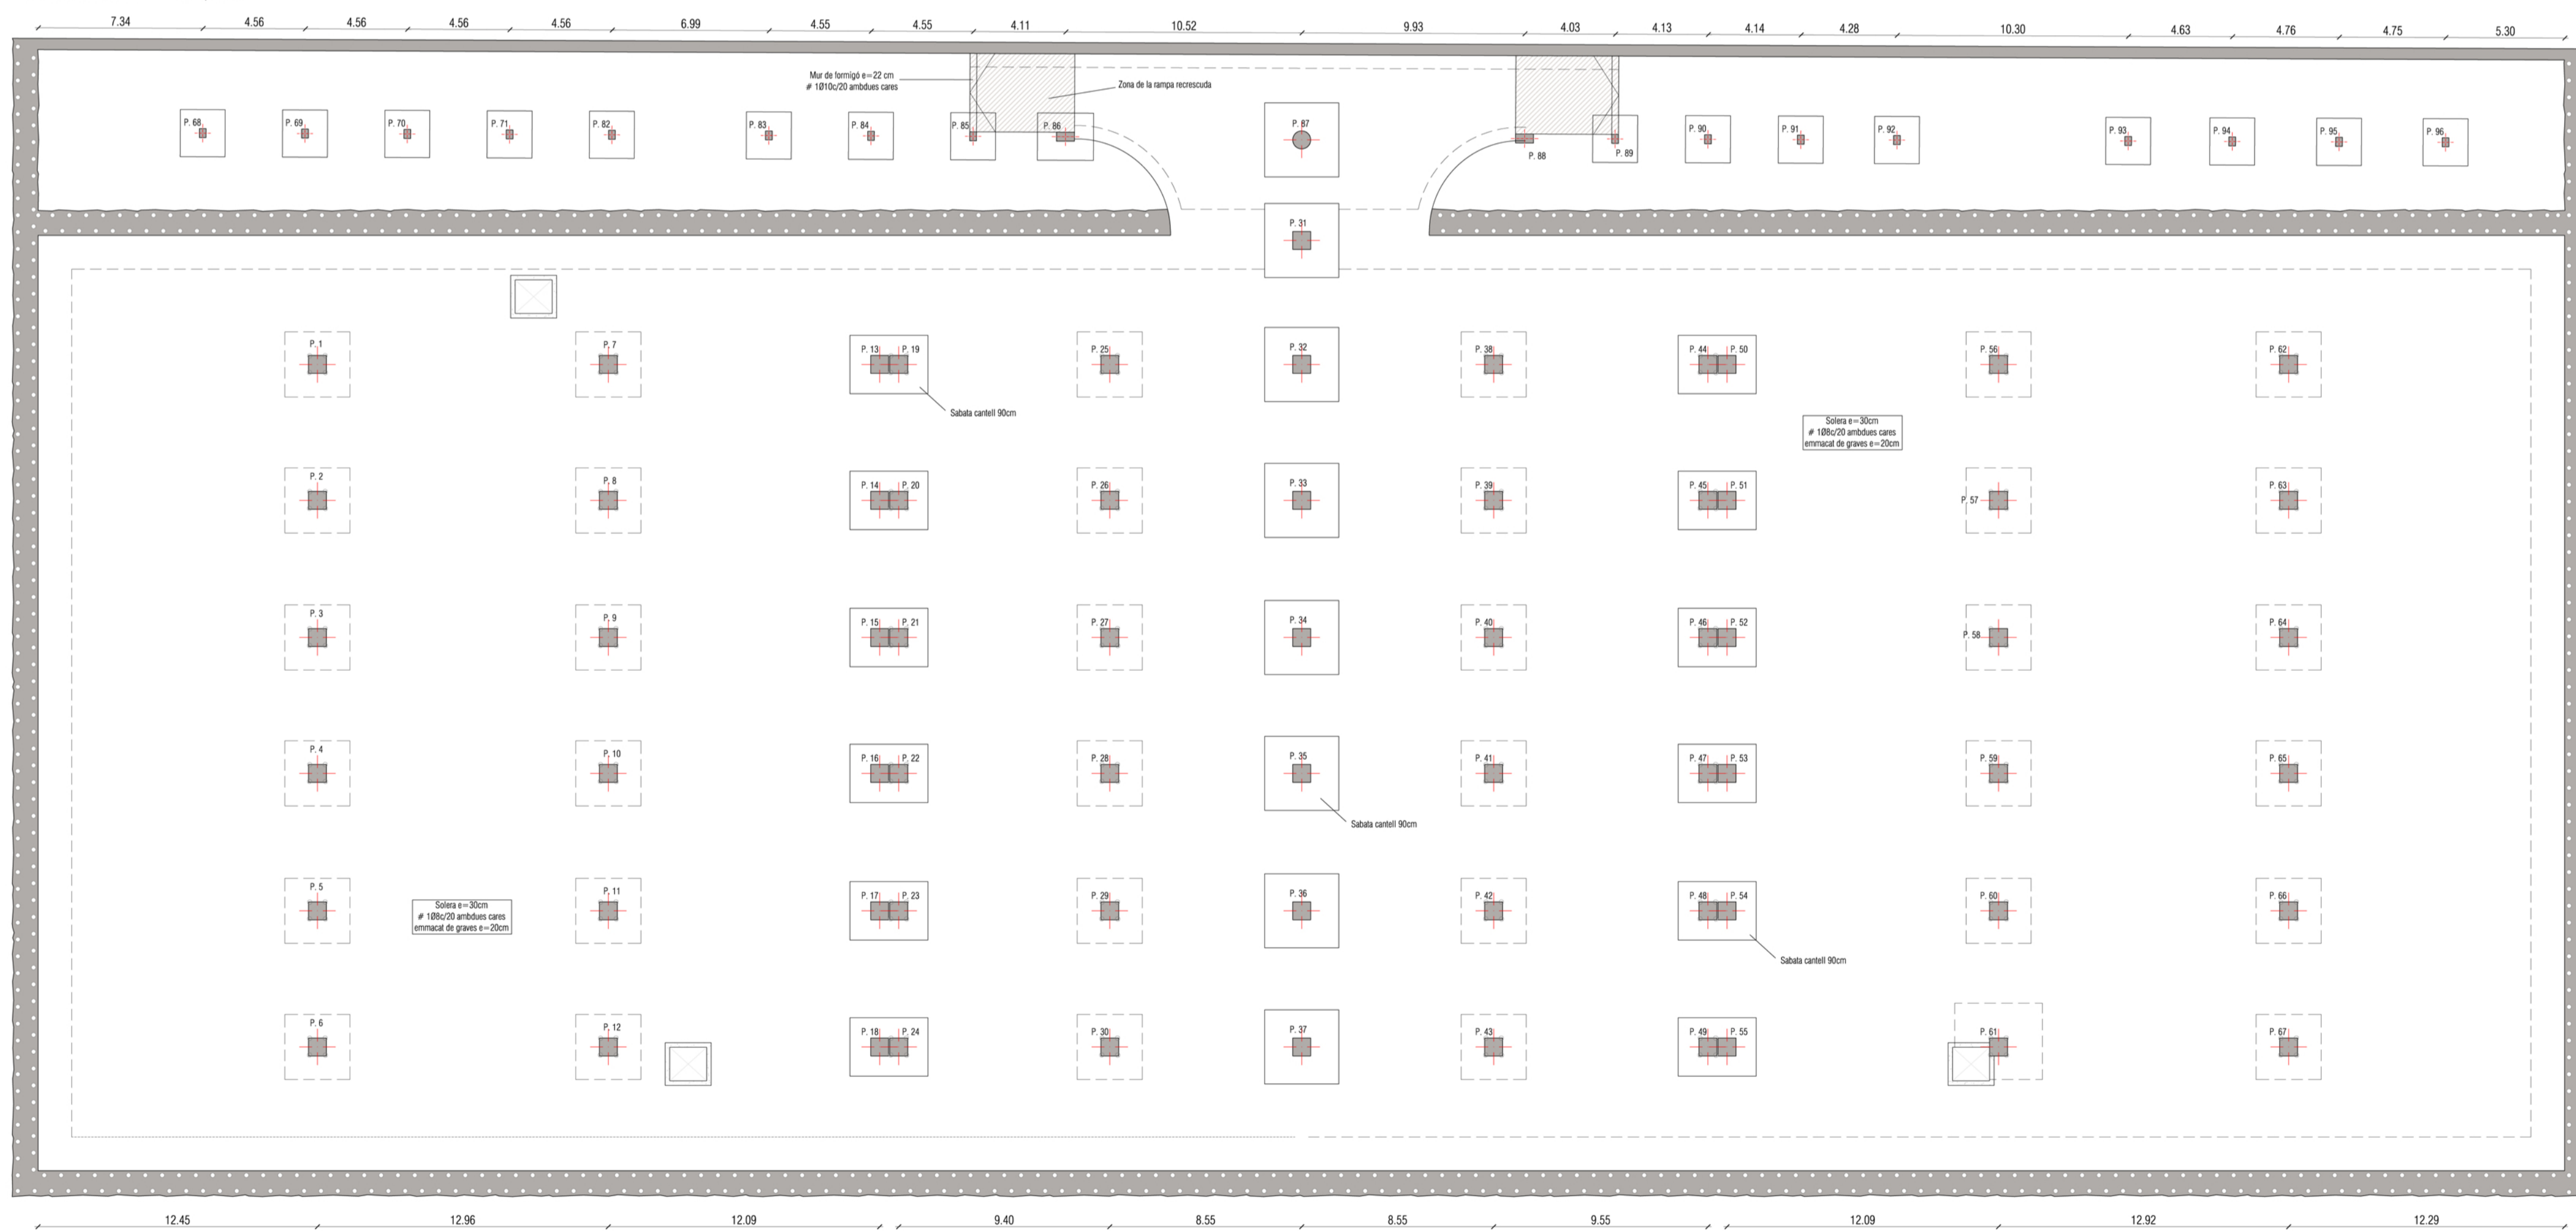 7.34 4.56 4.56 4.56 4.56 6.99 4.55 4.55 4.11 10.52 9.93 4.03 4.13 4.14 4.28 10.30 4.63 4.76 4.75 5.30
Mur de formigó e=22 cm
# 1Ø10c/20 ambdues cares
Zona de la rampa recrescuda
P. 68 P. 69 P. 70 P. 71 P. 82 P. 83 P. 84 P. 85 P. 86 P. 87 P. 88 P. 89 P. 90 P. 91 P. 92 P. 93 P. 94 P. 95 P. 96
P. 31
P. 1 P. 7 P. 13 P. 19 P. 25 P. 32 P. 38 P. 44 P. 50 P. 56 P. 62
Sabata cantell 90cm
Solera e=30cm
# 1Ø8c/20 ambdues cares
emmacat de graves e=20cm
P. 2 P. 8 P. 14 P. 20 P. 26 P. 33 P. 39 P. 45 P. 51 P. 57 P. 63
P. 3 P. 9 P. 15 P. 21 P. 27 P. 34 P. 40 P. 46 P. 52 P. 58 P. 64
P. 4 P. 10 P. 16 P. 22 P. 28 P. 35 P. 41 P. 47 P. 53 P. 59 P. 65
Sabata cantell 90cm
P. 5 P. 11 P. 17 P. 23 P. 29 P. 36 P. 42 P. 48 P. 54 P. 60 P. 66
Solera e=30cm
# 1Ø8c/20 ambdues cares
emmacat de graves e=20cm
Sabata cantell 90cm
P. 6 P. 12 P. 18 P. 24 P. 30 P. 37 P. 43 P. 49 P. 55 P. 61 P. 67
12.45 12.96 12.09 9.40 8.55 8.55 9.55 12.09 12.92 12.29